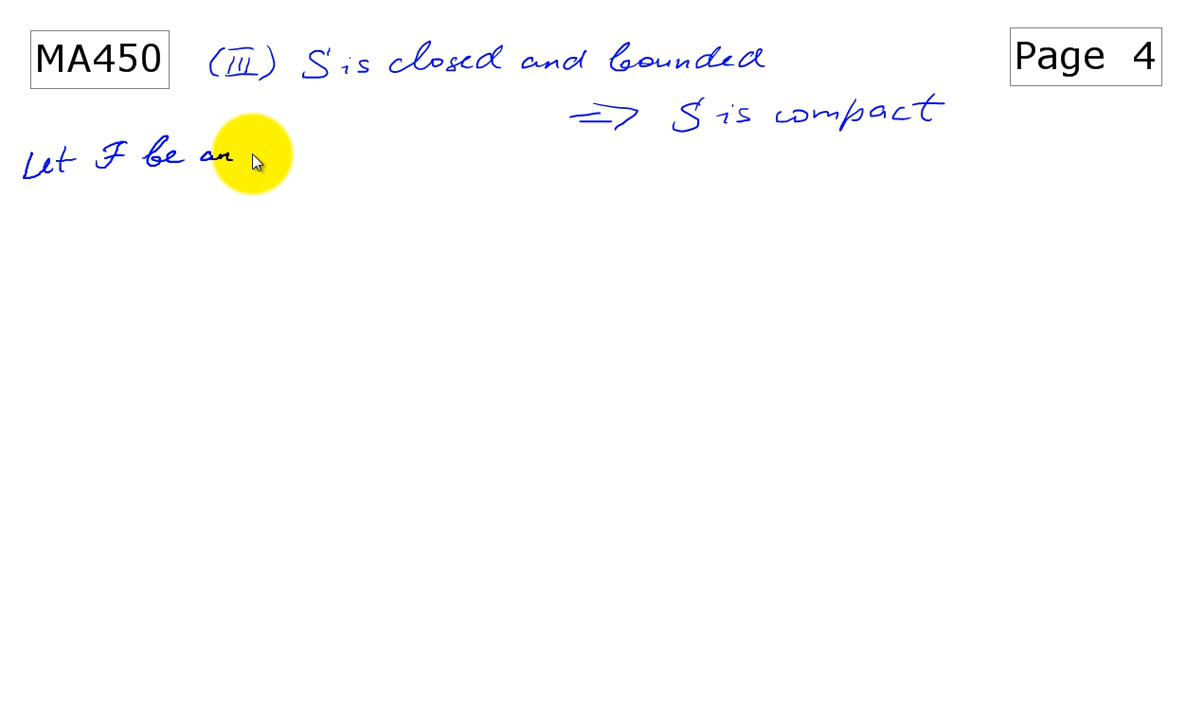 MA450
(III) S is closed and bounded
Page 4
=> S is compact
Let F be an